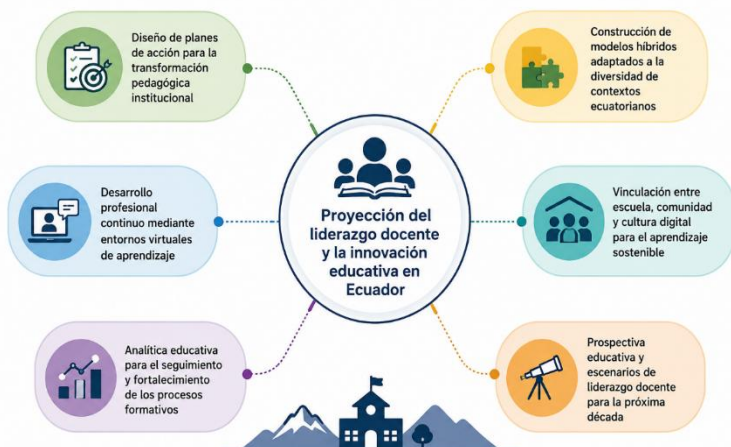 Diseño de planes
de acción para la
transformación
pedagógica
institucional
Construcción de
modelos híbridos
adaptados a la
diversidad de
contextos
ecuatorianos
Proyección del
liderazgo docente
y la innovación
educativa en
Ecuador
Desarrollo
profesional
continuo mediante
entornos virtuales
de aprendizaje
Vinculación entre
escuela, comunidad
y cultura digital
para el aprendizaje
sostenible
Analítica educativa
para el seguimiento
y fortalecimiento
de los procesos
formativos
Prospectiva
educativa y
escenarios de
liderazgo docente
para la próxima
década